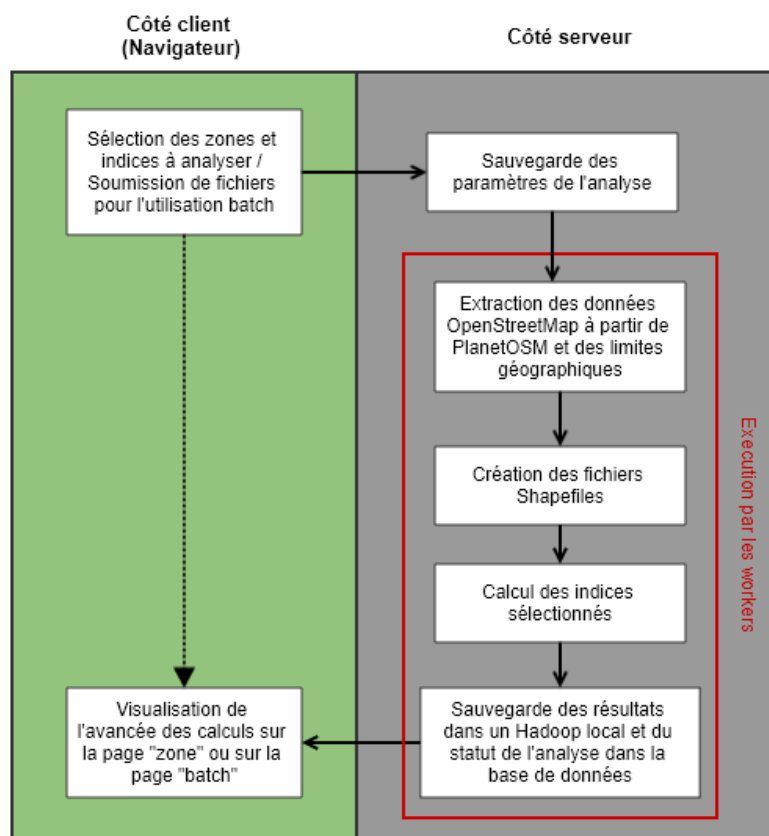 Côté client
(Navigateur)
Côté serveur
Sélection des zones et
indices à analyser /
Soumission de fichiers
pour l'utilisation batch
Sauvegarde des
paramètres de l'analyse
Extraction des données
OpenStreetMap à partir de
PlanetOSM et des limites
géographiques
Création des fichiers
Shapefiles
Calcul des indices
sélectionnés
Sauvegarde des résultats
dans un Hadoop local et du
statut de l'analyse dans la
base de données
Execution par les workers
Visualisation de
l'avancée des calculs sur
la page "zone" ou sur la
page "batch"